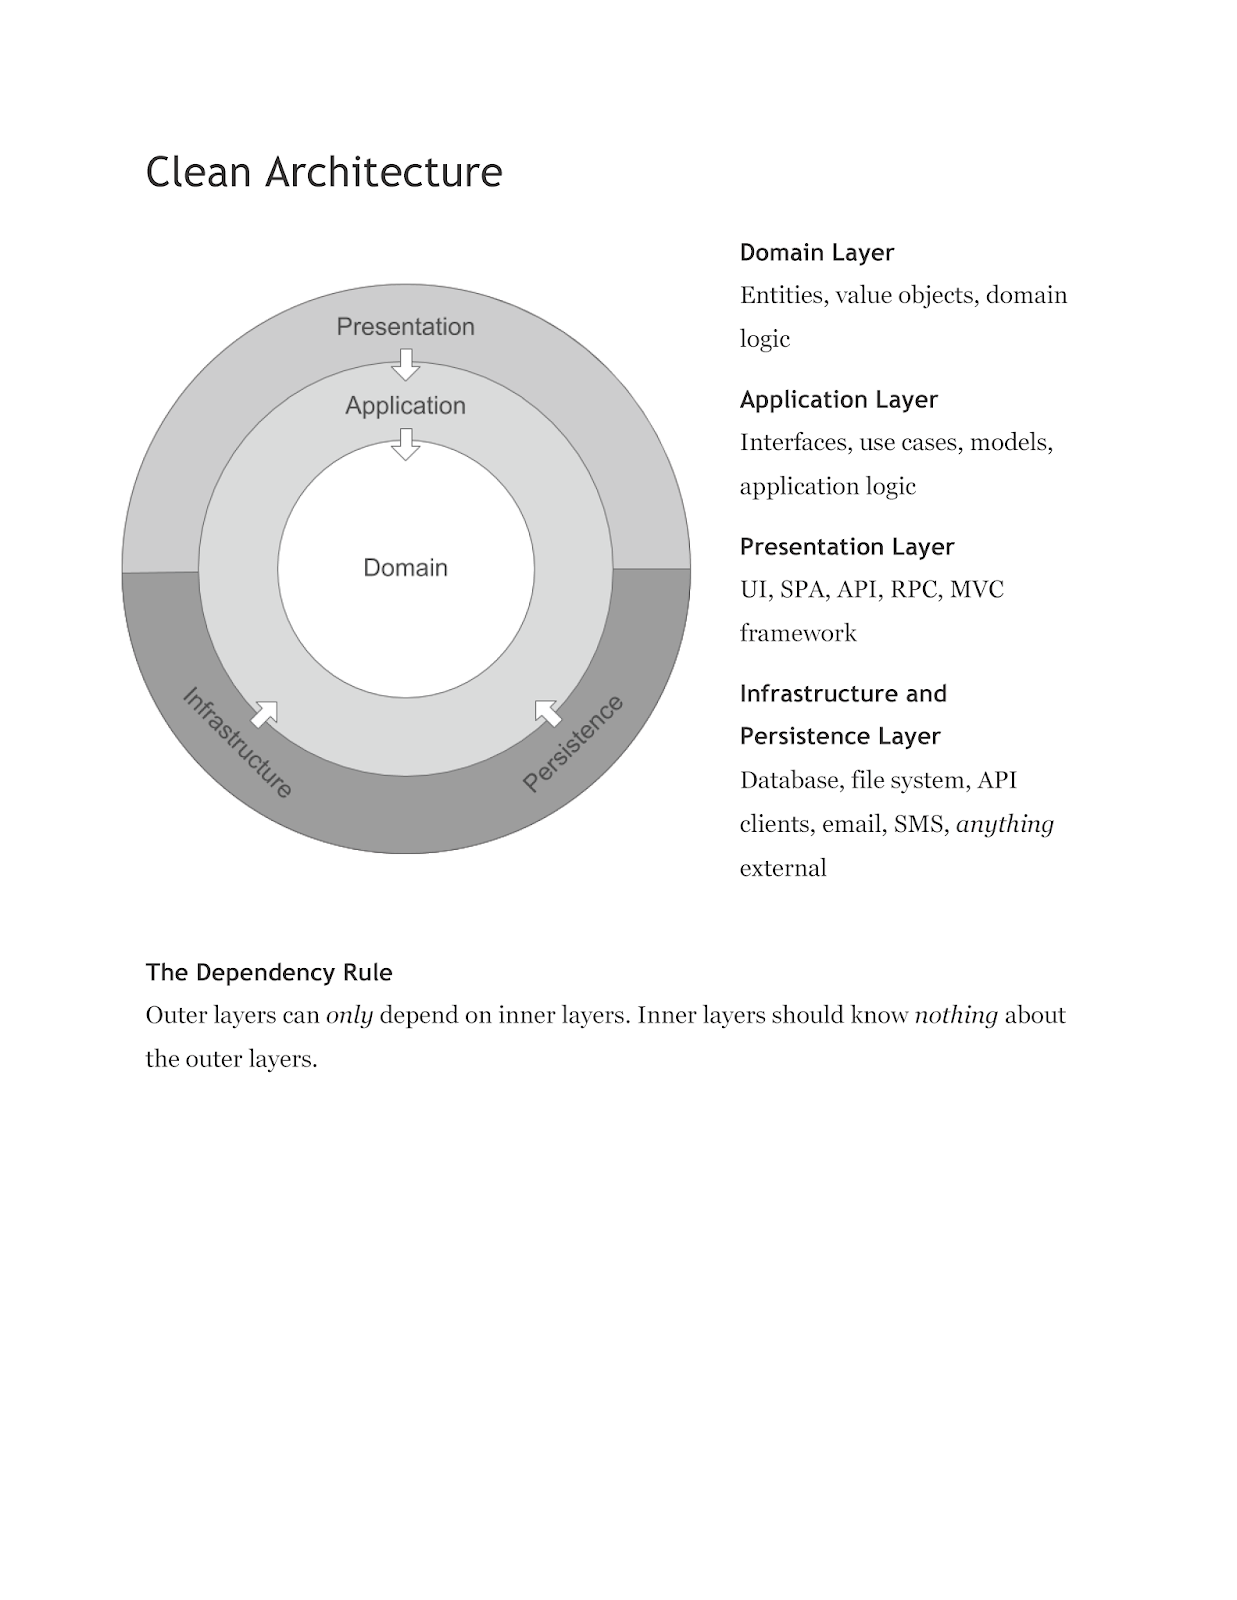 Clean Architecture
Presentation
Application
Domain
Infrastructure
Persistence
Domain Layer
Entities, value objects, domain
logic
Application Layer
Interfaces, use cases, models,
application logic
Presentation Layer
UI, SPA, API, RPC, MVC
framework
Infrastructure and
Persistence Layer
Database, file system, API
clients, email, SMS, anything
external
The Dependency Rule
Outer layers can only depend on inner layers. Inner layers should know nothing about
the outer layers.